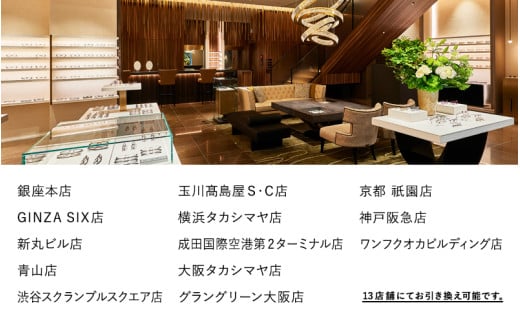 銀座本店
GINZA SIX店
新丸ビル店
青山店
渋谷スクランブルスクエア店
玉川髙島屋S・C店
横浜タカシマヤ店
成田国際空港第2ターミナル店
大阪タカシマヤ店
グラングリーン大阪店
京都 祇園店
神戸阪急店
ワンフクオカビルディング店
13店舗にてお引き換え可能です。